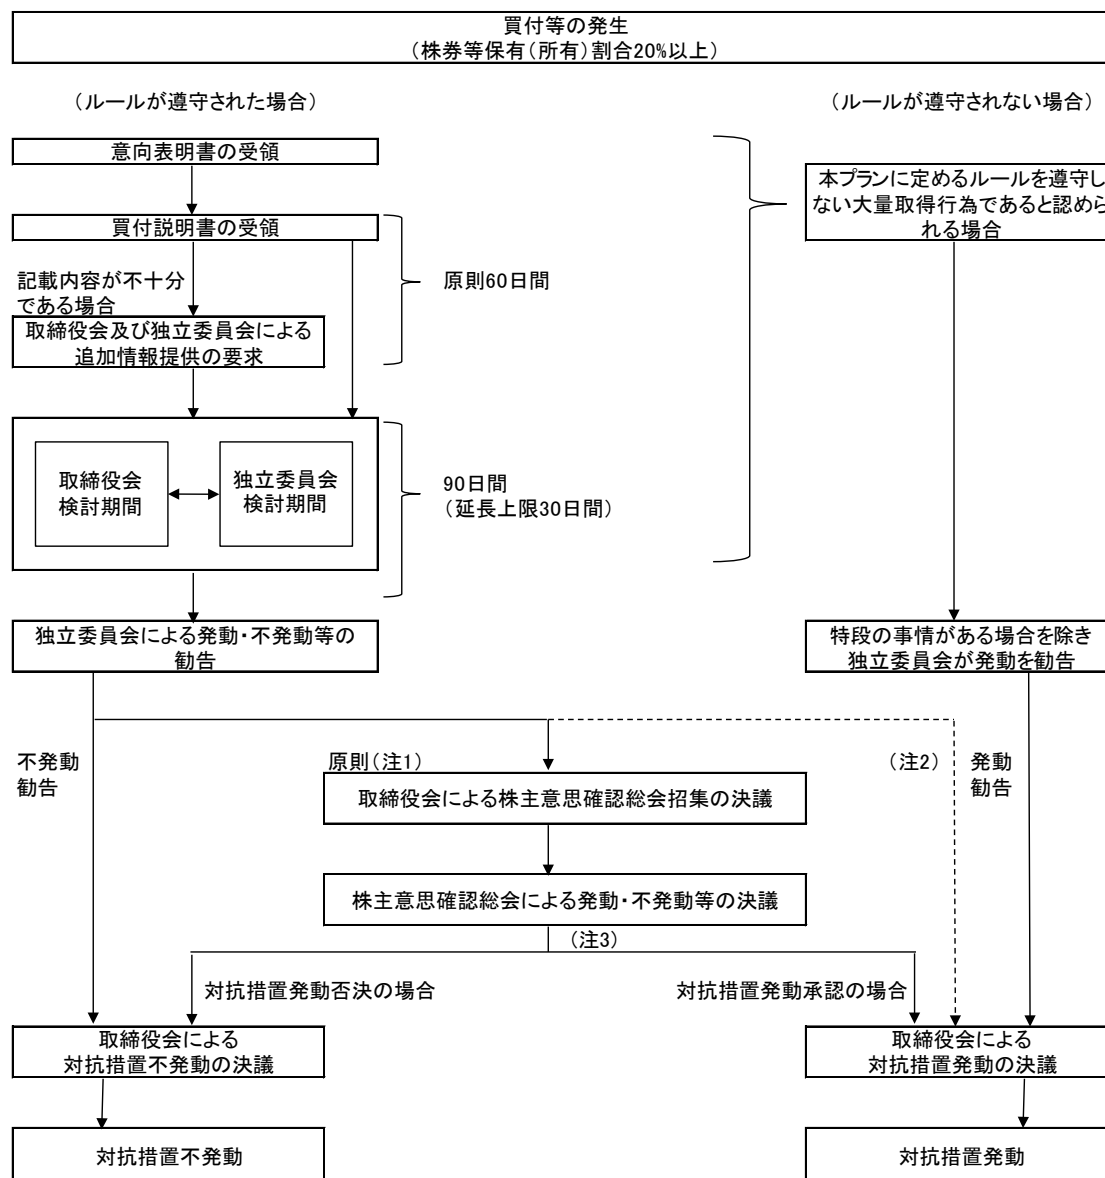 買付等の発生
(株券等保有(所有)割合20%以上)
(ルールが遵守された場合)
(ルールが遵守されない場合)
意向表明書の受領
本プランに定めるルールを遵守し
ない大量取得行為であると認めら
れる場合
買付説明書の受領
原則60日間
記載内容が不十分
である場合
取締役会及び独立委員会による
追加情報提供の要求
取締役会
検討期間
独立委員会
検討期間
90日間
(延長上限30日間)
独立委員会による発動・不発動等の
勧告
特段の事情がある場合を除き
独立委員会が発動を勧告
不発動
勧告
原則(注1)
(注2)
発動
勧告
取締役会による株主意思確認総会招集の決議
株主意思確認総会による発動・不発動等の決議
(注3)
対抗措置発動否決の場合
対抗措置発動承認の場合
取締役会による
対抗措置不発動の決議
取締役会による
対抗措置発動の決議
対抗措置不発動
対抗措置発動